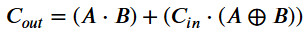 C_out = (A · B) + (C_in · (A ⊕ B))